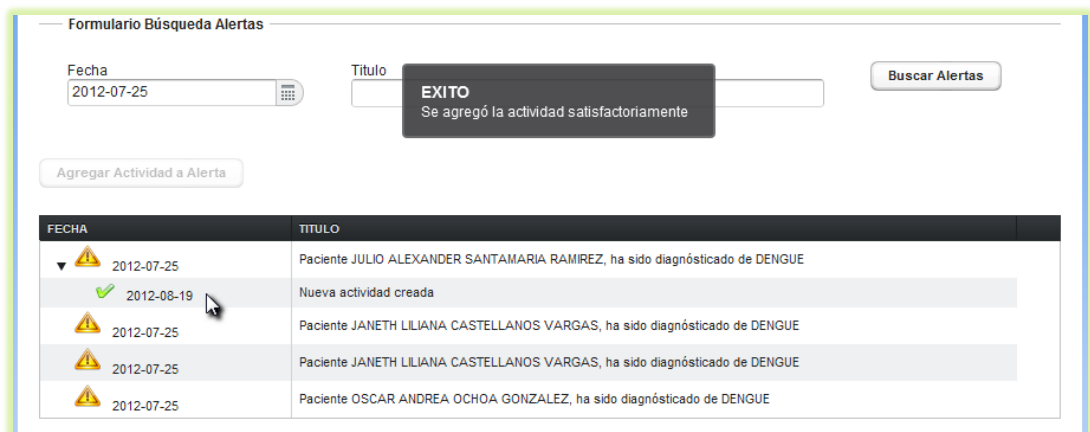 Formulario Búsqueda Alertas
Fecha
Titulo
2012-07-25
Buscar Alertas
EXITO
Se agregó la actividad satisfactoriamente
Agregar Actividad a Alerta
FECHA TITULO
2012-07-25 Paciente JULIO ALEXANDER SANTAMARIA RAMIREZ, ha sido diagnósticado de DENGUE
2012-08-19 Nueva actividad creada
2012-07-25 Paciente JANETH LILIANA CASTELLANOS VARGAS, ha sido diagnósticado de DENGUE
2012-07-25 Paciente JANETH LILIANA CASTELLANOS VARGAS, ha sido diagnósticado de DENGUE
2012-07-25 Paciente OSCAR ANDREA OCHOA GONZALEZ, ha sido diagnósticado de DENGUE